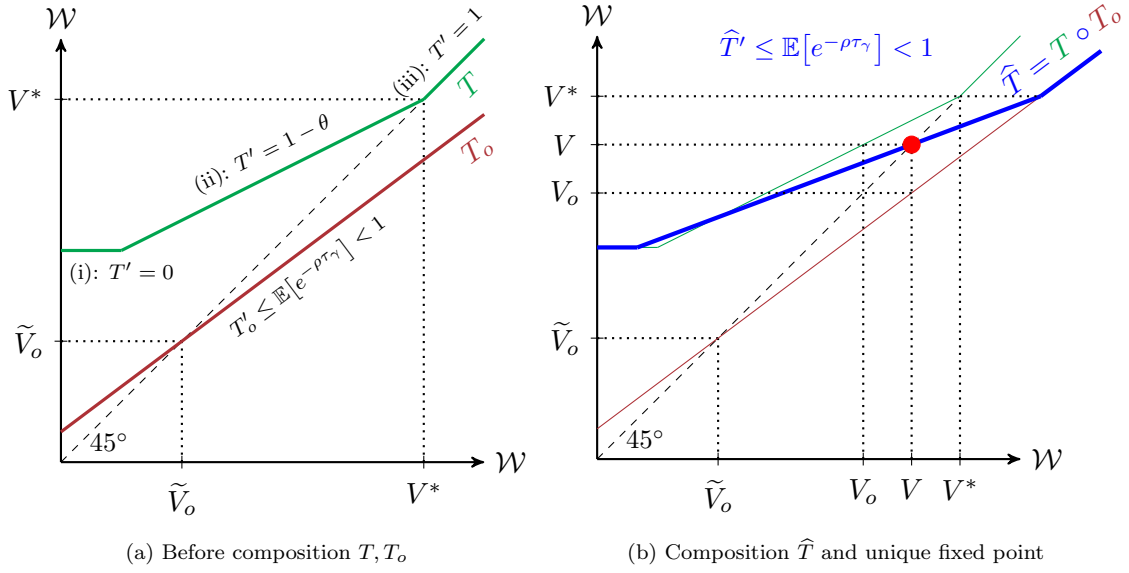 𝒲
V*
(i): T′ = 0
(ii): T′ = 1 − θ
(iii): T′ = 1
T
T_o
T′_o ≤ 𝔼[e^{−ρτ_γ}] < 1
Ṽ_o
45°
Ṽ_o
V*
𝒲
(a) Before composition T, T_o
𝒲
T̂′ ≤ 𝔼[e^{−ρτ_γ}] < 1
T̂ = T ∘ T_o
V*
V
V_o
Ṽ_o
45°
Ṽ_o
V_o
V
V*
𝒲
(b) Composition T̂ and unique fixed point